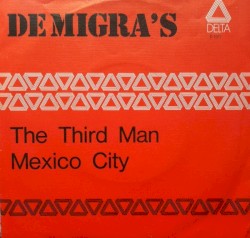 DE MIGRA'S
DELTA
The Third Man
Mexico City